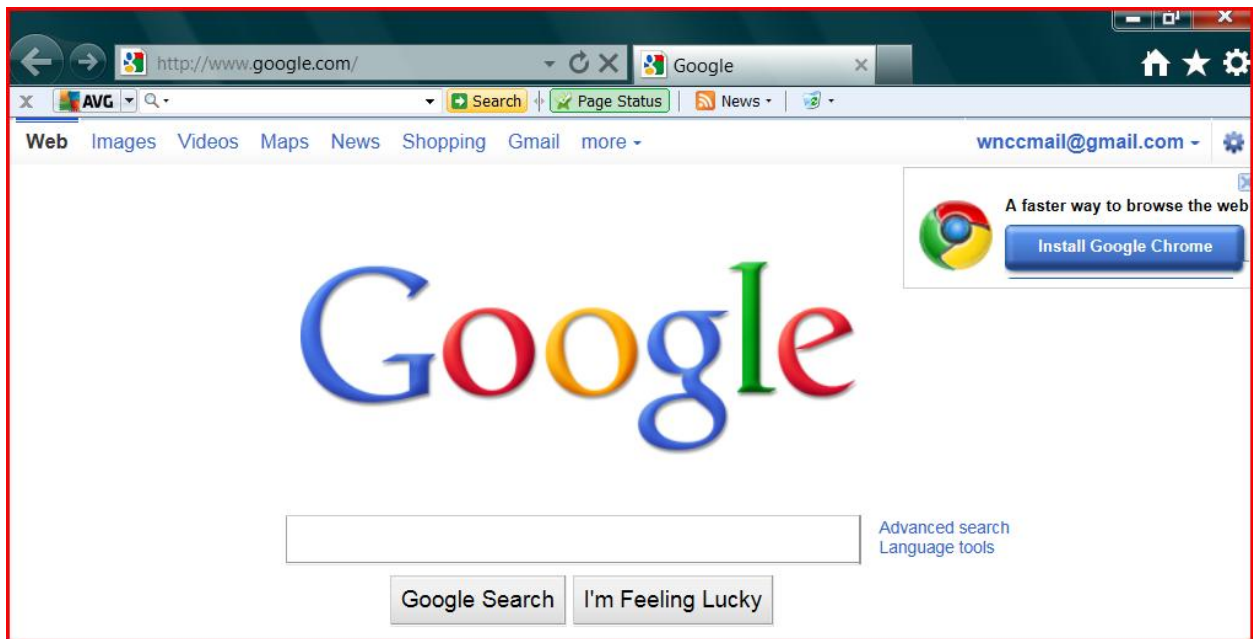 http://www.google.com/ Google
AVG Search Page Status News
Web Images Videos Maps News Shopping Gmail more wnccmail@gmail.com
A faster way to browse the web
Install Google Chrome
Google
Advanced search
Language tools
Google Search I'm Feeling Lucky